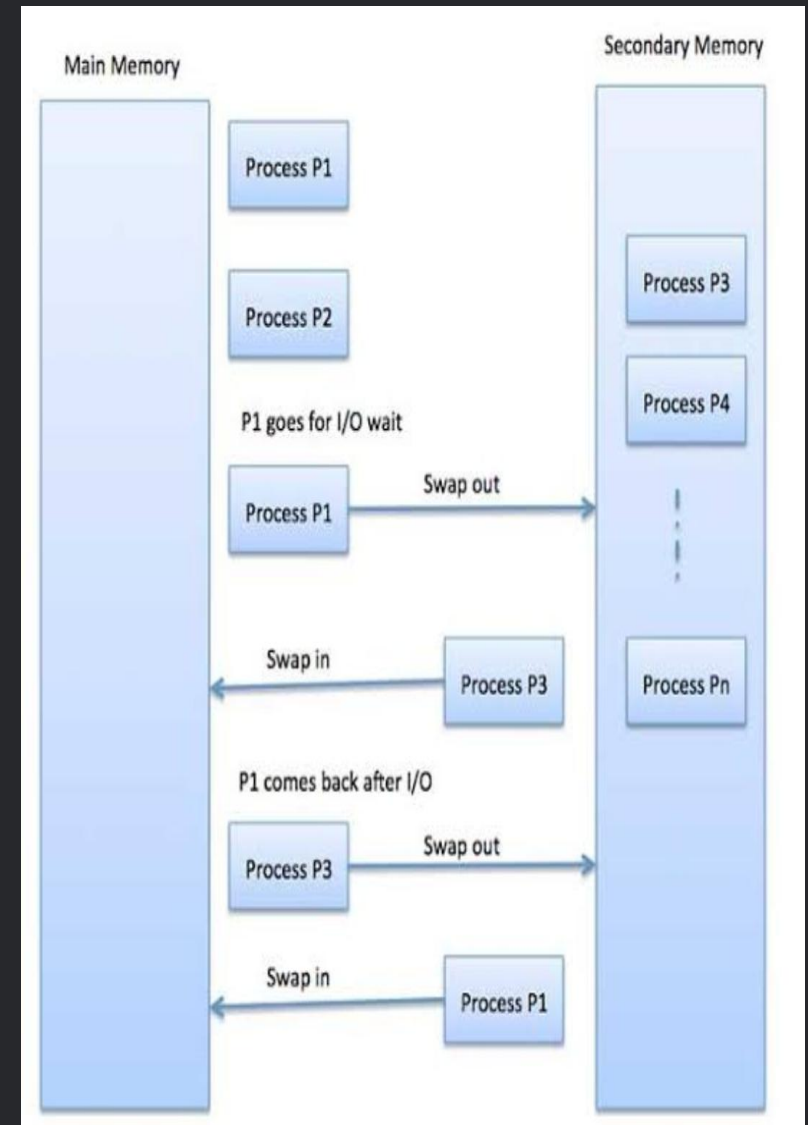 Main Memory
Secondary Memory
Process P1
Process P2
Process P3
Process P4
P1 goes for I/O wait
Process P1
Swap out
Swap in
Process P3
Process Pn
P1 comes back after I/O
Process P3
Swap out
Swap in
Process P1